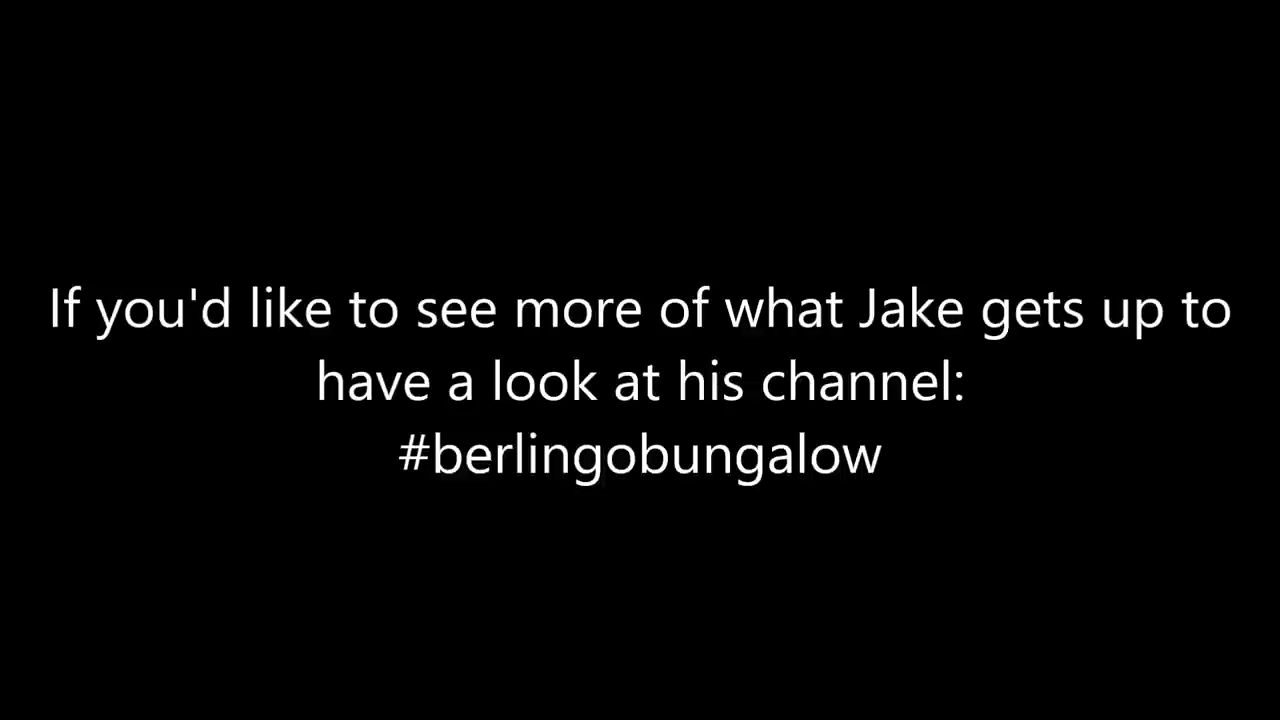 If you'd like to see more of what Jake gets up to
have a look at his channel:
#berlingobungalow